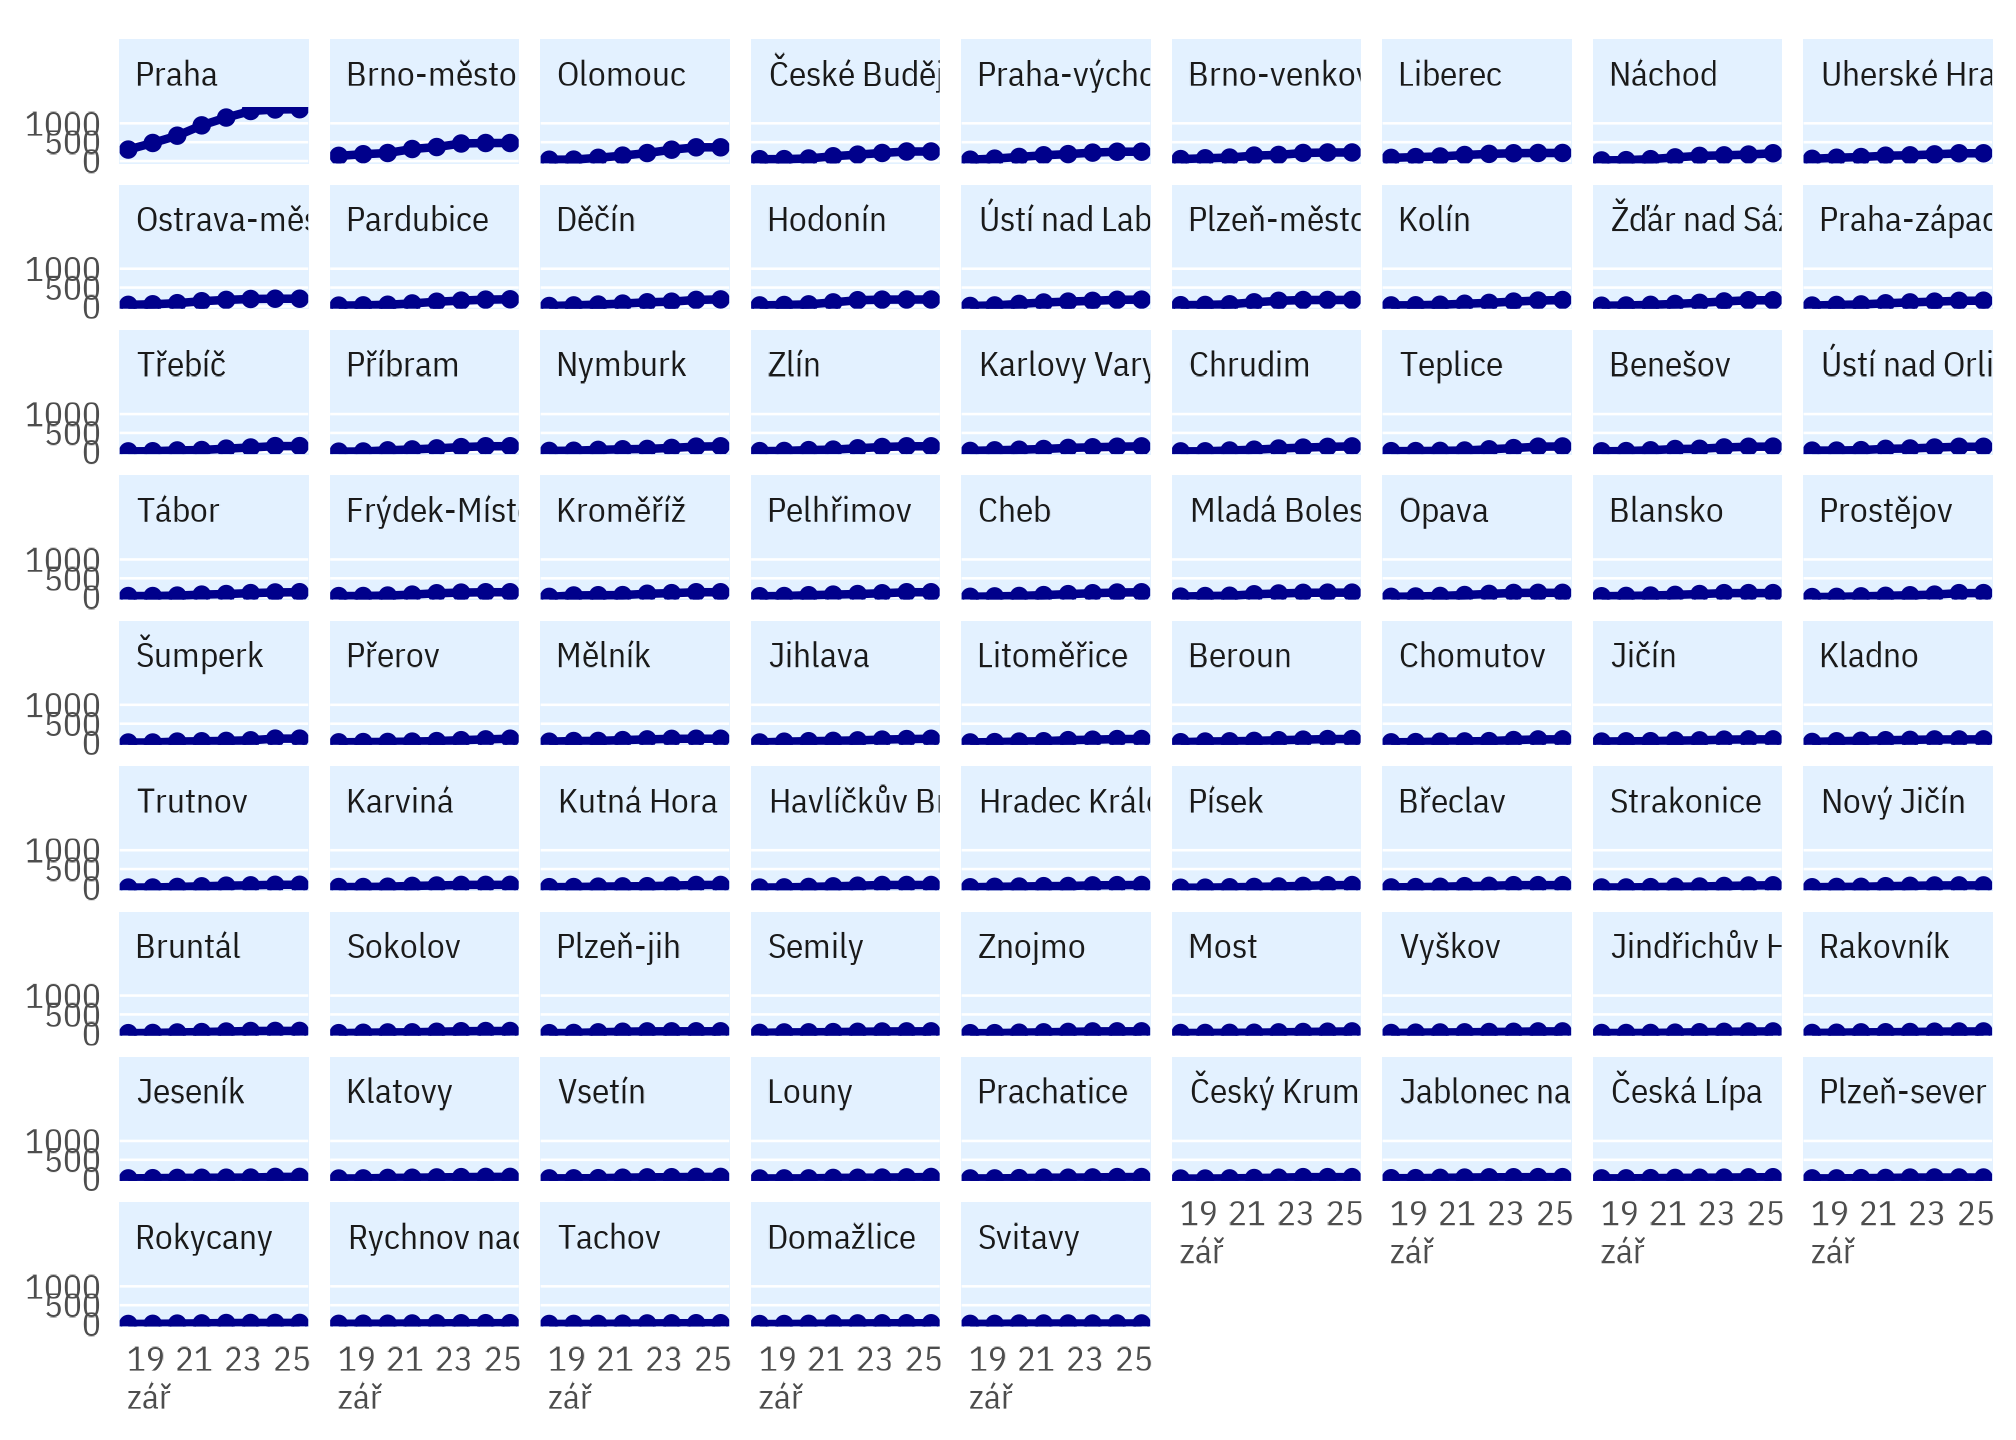 Praha Brno-město Olomouc České Buděj Praha-výcho Brno-venkov Liberec Náchod Uherské Hra
1000
500
0
Ostrava-měs Pardubice Děčín Hodonín Ústí nad Lab Plzeň-město Kolín Žďár nad Sáz Praha-západ
1000
500
0
Třebíč Příbram Nymburk Zlín Karlovy Vary Chrudim Teplice Benešov Ústí nad Orli
1000
500
0
Tábor Frýdek-Míste Kroměříž Pelhřimov Cheb Mladá Boles Opava Blansko Prostějov
1000
500
0
Šumperk Přerov Mělník Jihlava Litoměřice Beroun Chomutov Jičín Kladno
1000
500
0
Trutnov Karviná Kutná Hora Havlíčkův Br Hradec Králo Písek Břeclav Strakonice Nový Jičín
1000
500
0
Bruntál Sokolov Plzeň-jih Semily Znojmo Most Vyškov Jindřichův H Rakovník
1000
500
0
Jeseník Klatovy Vsetín Louny Prachatice Český Krum Jablonec na Česká Lípa Plzeň-sever
1000
500
0
19 21 23 25 19 21 23 25 19 21 23 25 19 21 23 25
zář zář zář zář
Rokycany Rychnov nad Tachov Domažlice Svitavy
1000
500
0
19 21 23 25 19 21 23 25 19 21 23 25 19 21 23 25 19 21 23 25
zář zář zář zář zář